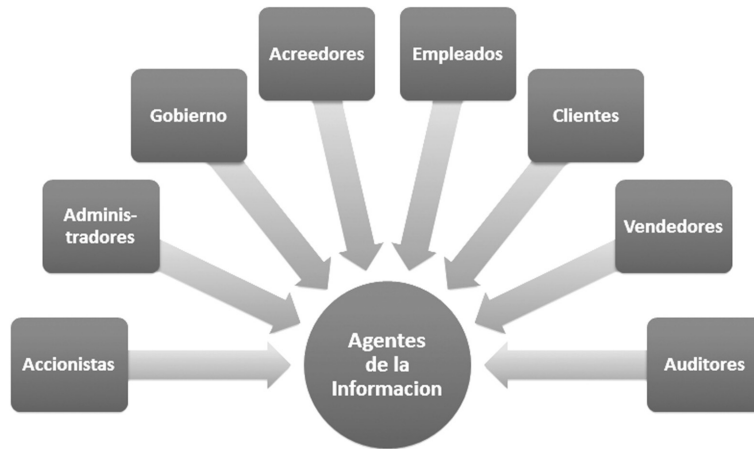 Acreedores
Empleados
Gobierno
Clientes
Adminis-
tradores
Vendedores
Accionistas
Agentes
de la
Informacion
Auditores